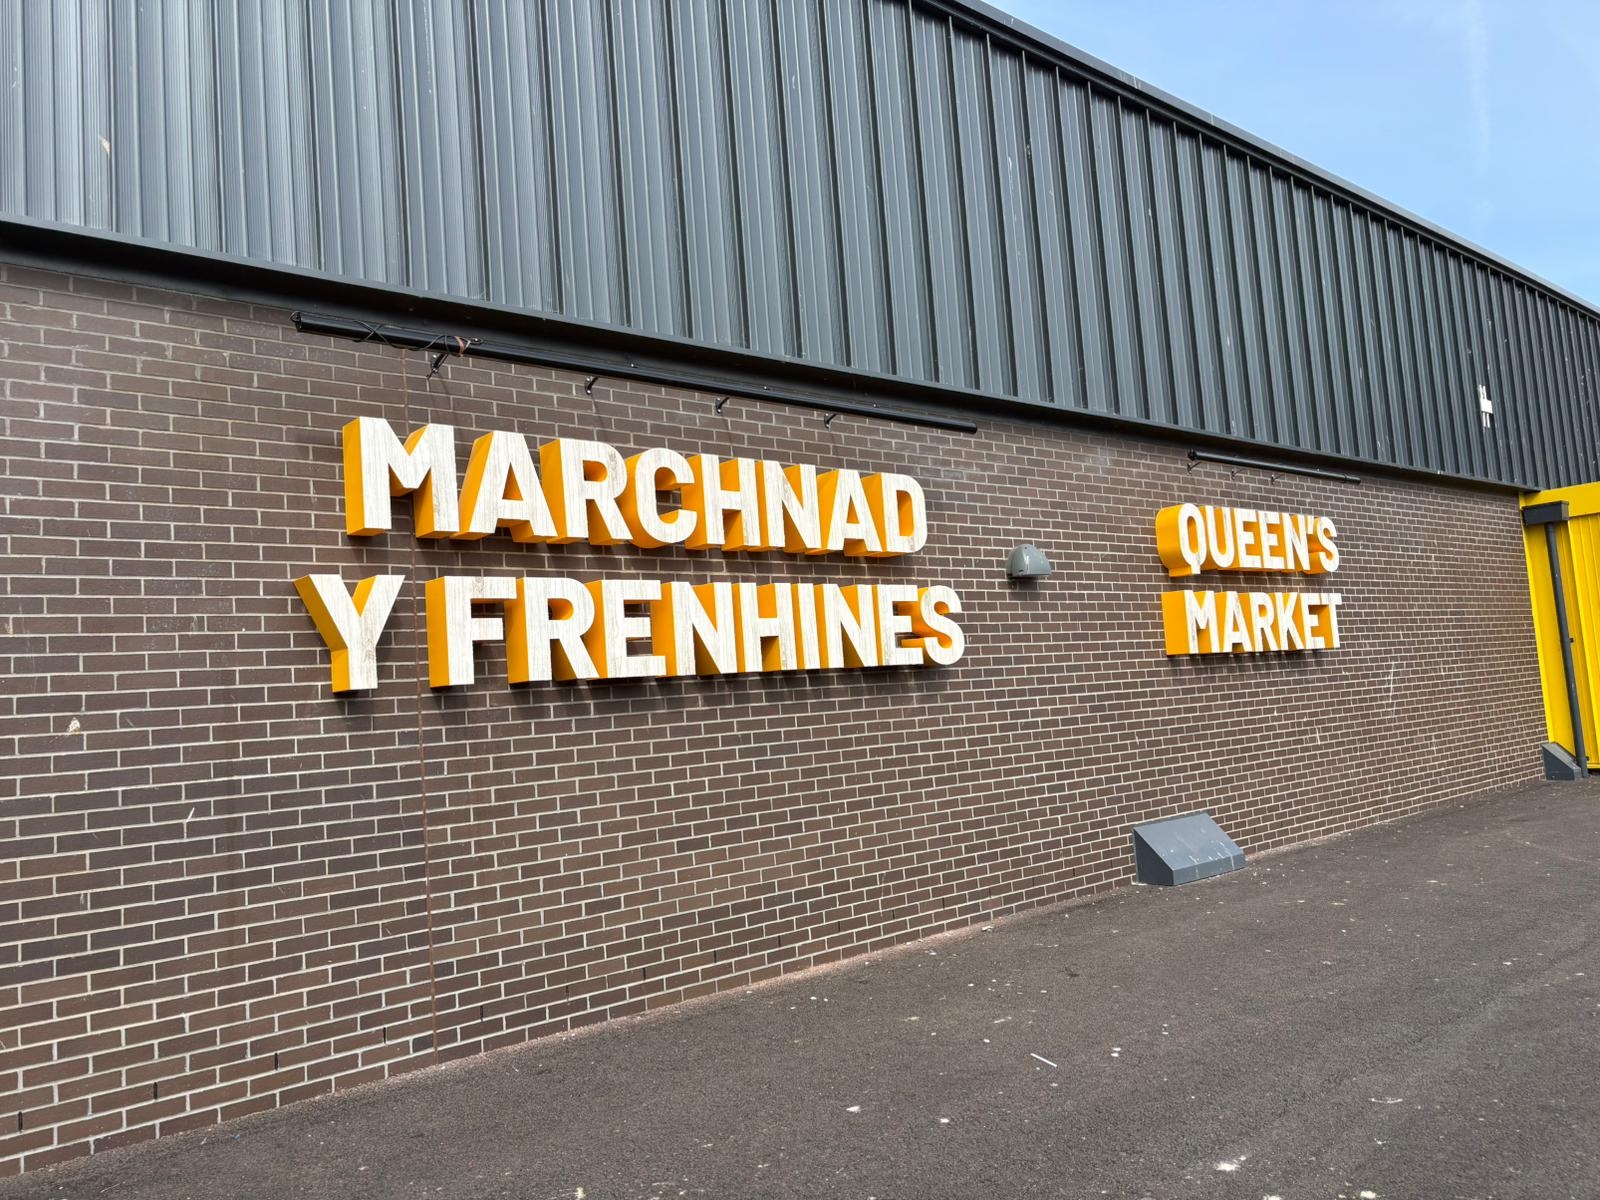 MARCHNAD
Y FRENHINES
QUEEN'S
MARKET